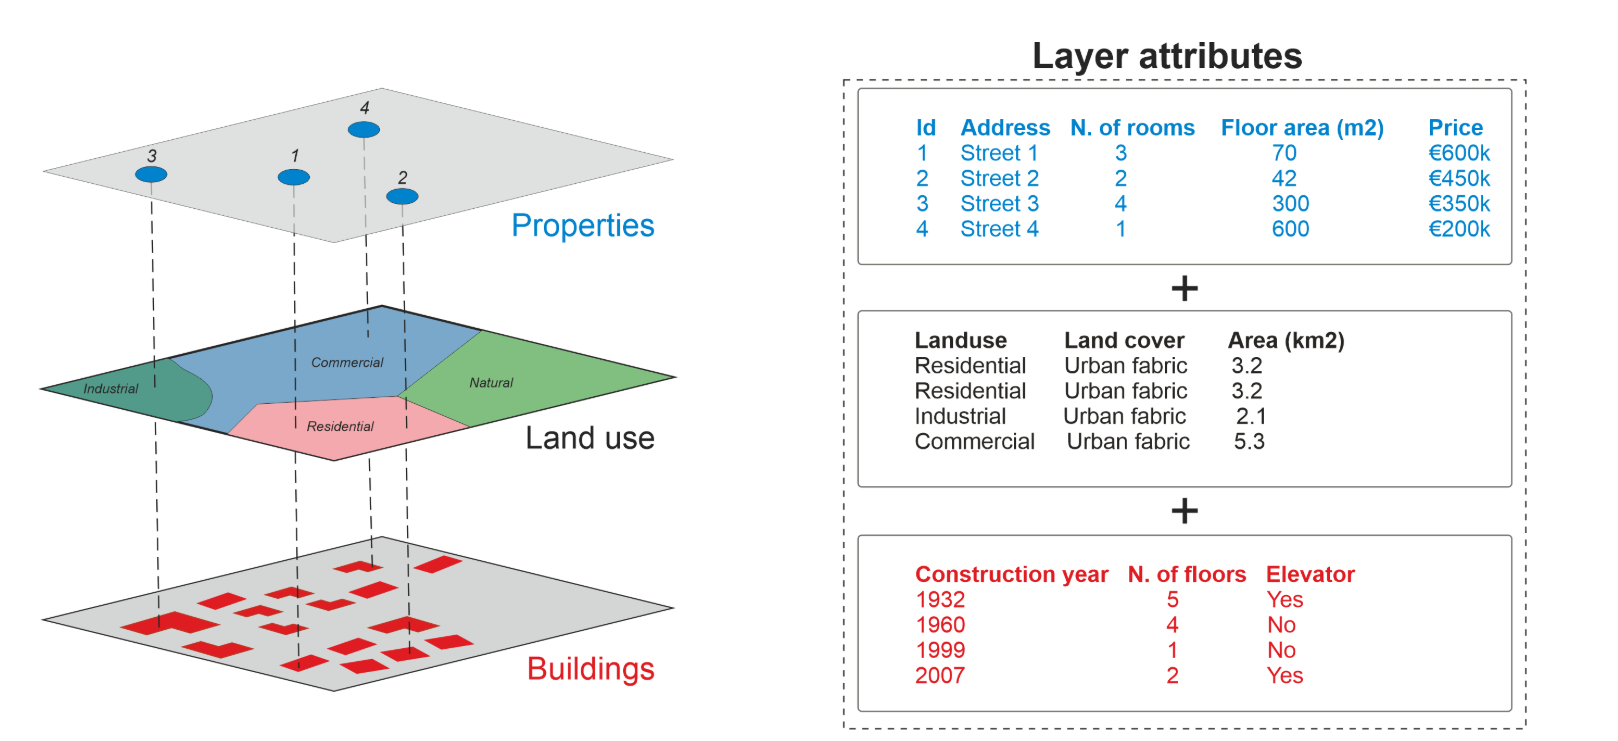 4
3
1
2
Properties
Commercial
Industrial
Natural
Residential
Land use
Buildings
Layer attributes
Id Address N. of rooms Floor area (m2) Price
1 Street 1 3 70 €600k
2 Street 2 2 42 €450k
3 Street 3 4 300 €350k
4 Street 4 1 600 €200k
+
Landuse Land cover Area (km2)
Residential Urban fabric 3.2
Residential Urban fabric 3.2
Industrial Urban fabric 2.1
Commercial Urban fabric 5.3
+
Construction year N. of floors Elevator
1932 5 Yes
1960 4 No
1999 1 No
2007 2 Yes